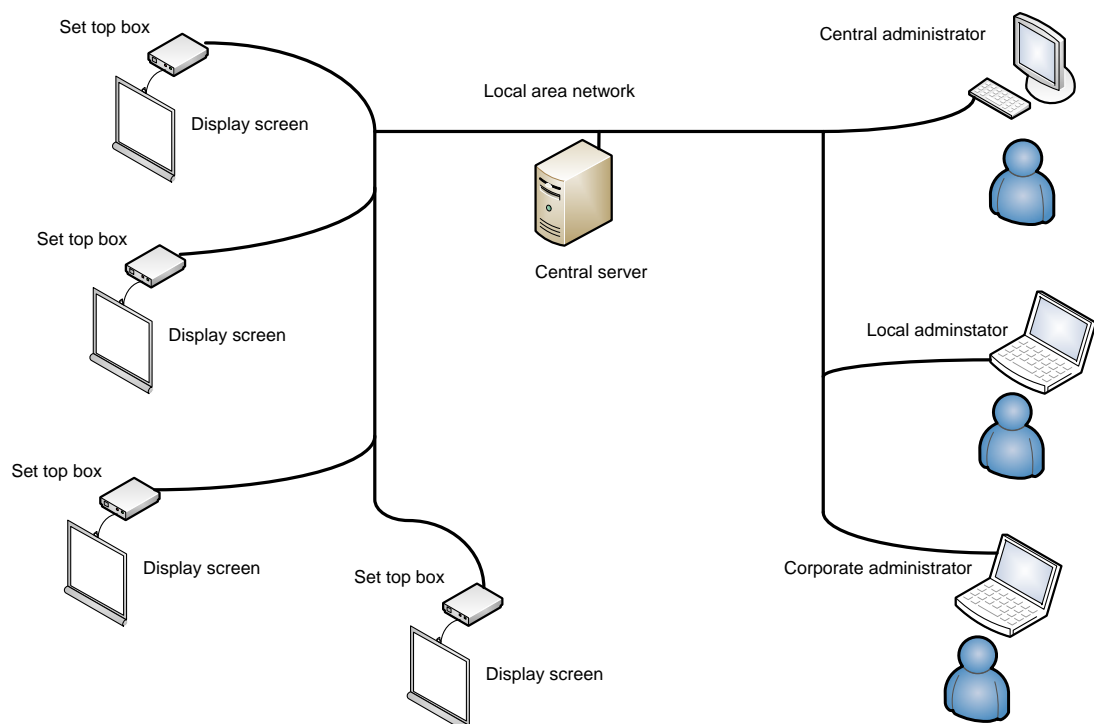 Set top box
Central administrator
Local area network
Display screen
Set top box
Central server
Display screen
Local adminstator
Set top box
Display screen
Set top box
Corporate administrator
Display screen